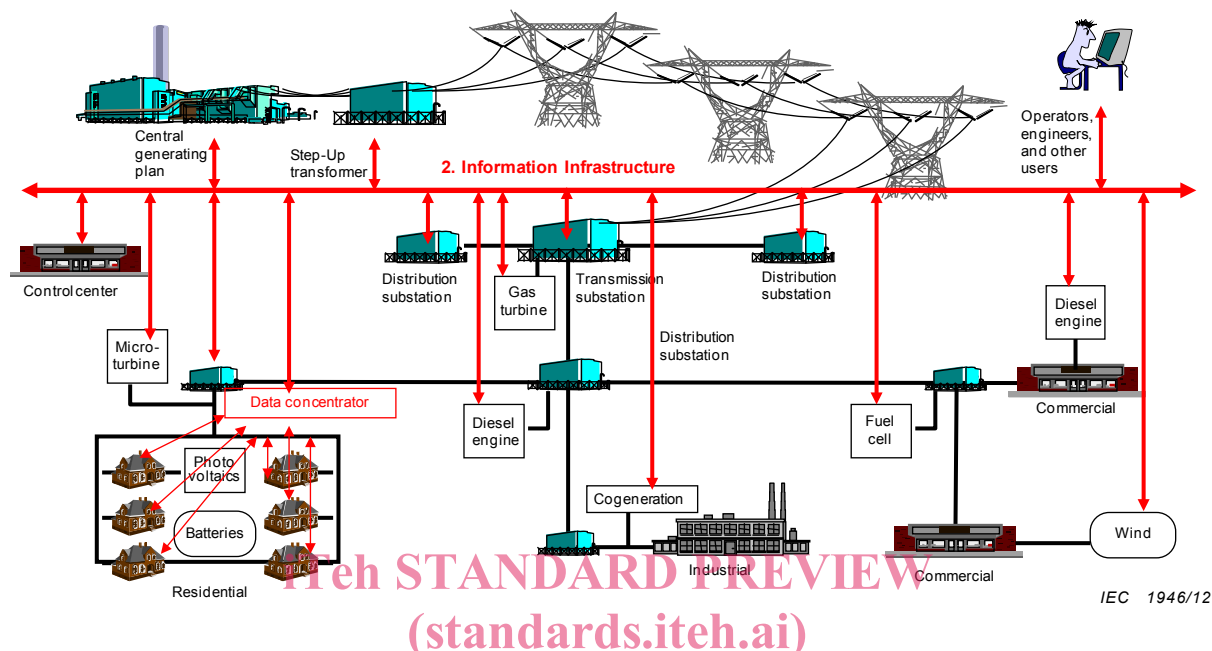 Central
generating
plan
Step-Up
transformer
2. Information Infrastructure
Operators,
engineers,
and other
users
Control center
Distribution
substation
Gas
turbine
Transmission
substation
Distribution
substation
Distribution
substation
Diesel
engine
Micro-
turbine
Data concentrator
Diesel
engine
Fuel
cell
Commercial
Photo
voltaics
Batteries
Cogeneration
Wind
Residential
Industrial
Commercial
iTeh STANDARD PREVIEW
(standards.iteh.ai)
IEC 1946/12